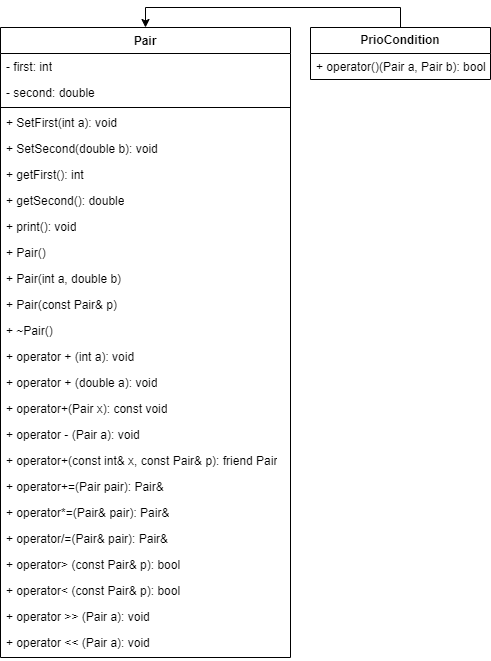 Pair
- first: int
- second: double
+ SetFirst(int a): void
+ SetSecond(double b): void
+ getFirst(): int
+ getSecond(): double
+ print(): void
+ Pair()
+ Pair(int a, double b)
+ Pair(const Pair& p)
+ ~Pair()
+ operator + (int a): void
+ operator + (double a): void
+ operator+(Pair x): const void
+ operator - (Pair a): void
+ operator+(const int& x, const Pair& p): friend Pair
+ operator+=(Pair pair): Pair&
+ operator*=(Pair& pair): Pair&
+ operator/=(Pair& pair): Pair&
+ operator> (const Pair& p): bool
+ operator< (const Pair& p): bool
+ operator >> (Pair a): void
+ operator << (Pair a): void
PrioCondition
+ operator()(Pair a, Pair b): bool